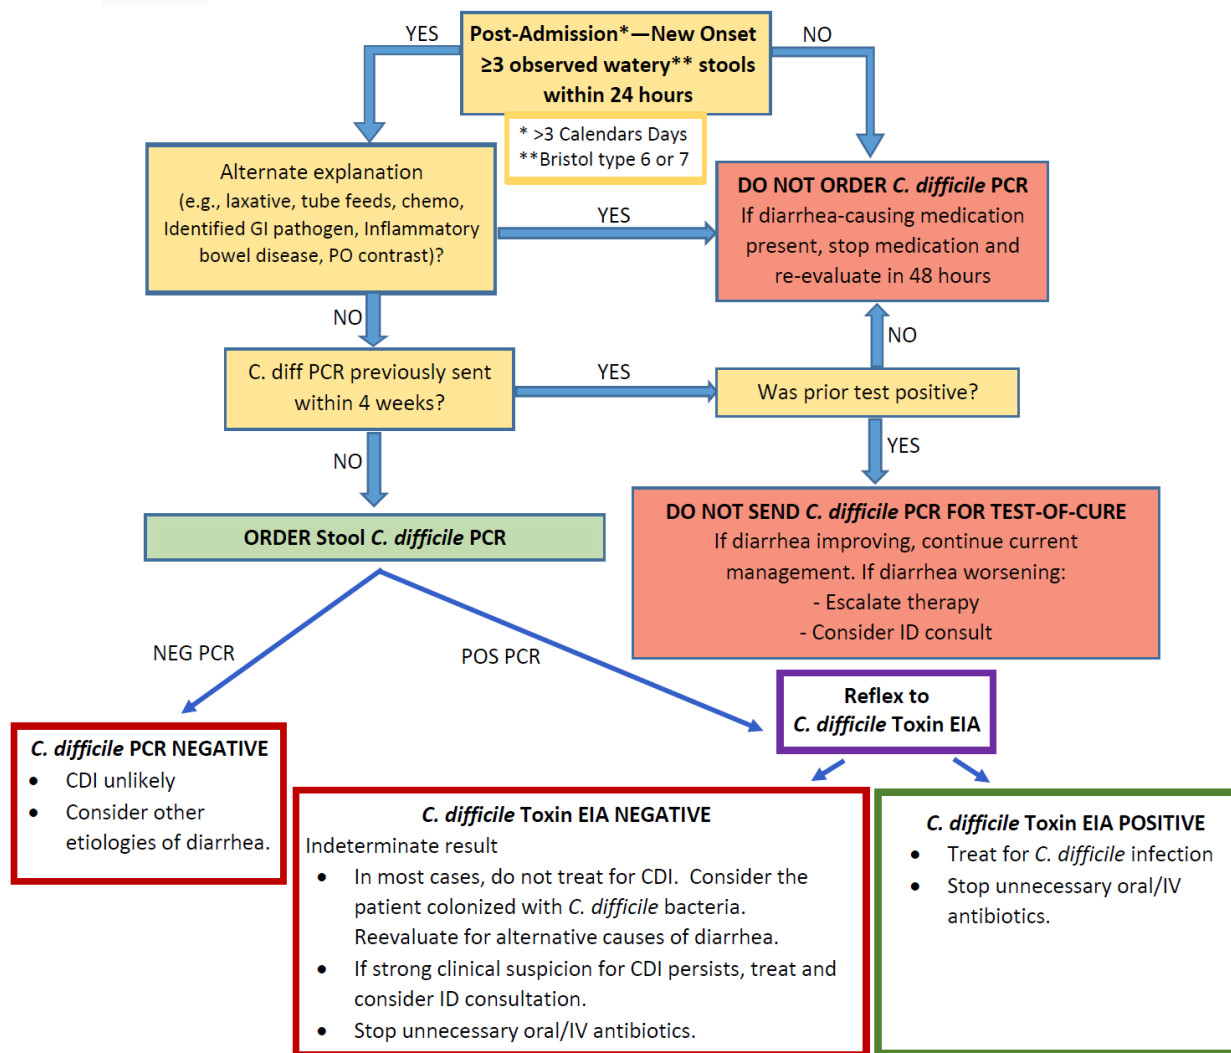 YES
Post-Admission*—New Onset
≥3 observed watery** stools
within 24 hours
NO
* >3 Calendars Days
**Bristol type 6 or 7
Alternate explanation
(e.g., laxative, tube feeds, chemo,
Identified GI pathogen, Inflammatory
bowel disease, PO contrast)?
YES
DO NOT ORDER C. difficile PCR
If diarrhea-causing medication
present, stop medication and
re-evaluate in 48 hours
NO
NO
C. diff PCR previously sent
within 4 weeks?
YES
Was prior test positive?
NO
YES
ORDER Stool C. difficile PCR
DO NOT SEND C. difficile PCR FOR TEST-OF-CURE
If diarrhea improving, continue current
management. If diarrhea worsening:
- Escalate therapy
- Consider ID consult
NEG PCR
POS PCR
Reflex to
C. difficile Toxin EIA
C. difficile PCR NEGATIVE
• CDI unlikely
• Consider other
etiologies of diarrhea.
C. difficile Toxin EIA NEGATIVE
Indeterminate result
• In most cases, do not treat for CDI. Consider the
patient colonized with C. difficile bacteria.
Reevaluate for alternative causes of diarrhea.
• If strong clinical suspicion for CDI persists, treat and
consider ID consultation.
• Stop unnecessary oral/IV antibiotics.
C. difficile Toxin EIA POSITIVE
• Treat for C. difficile infection
• Stop unnecessary oral/IV
antibiotics.